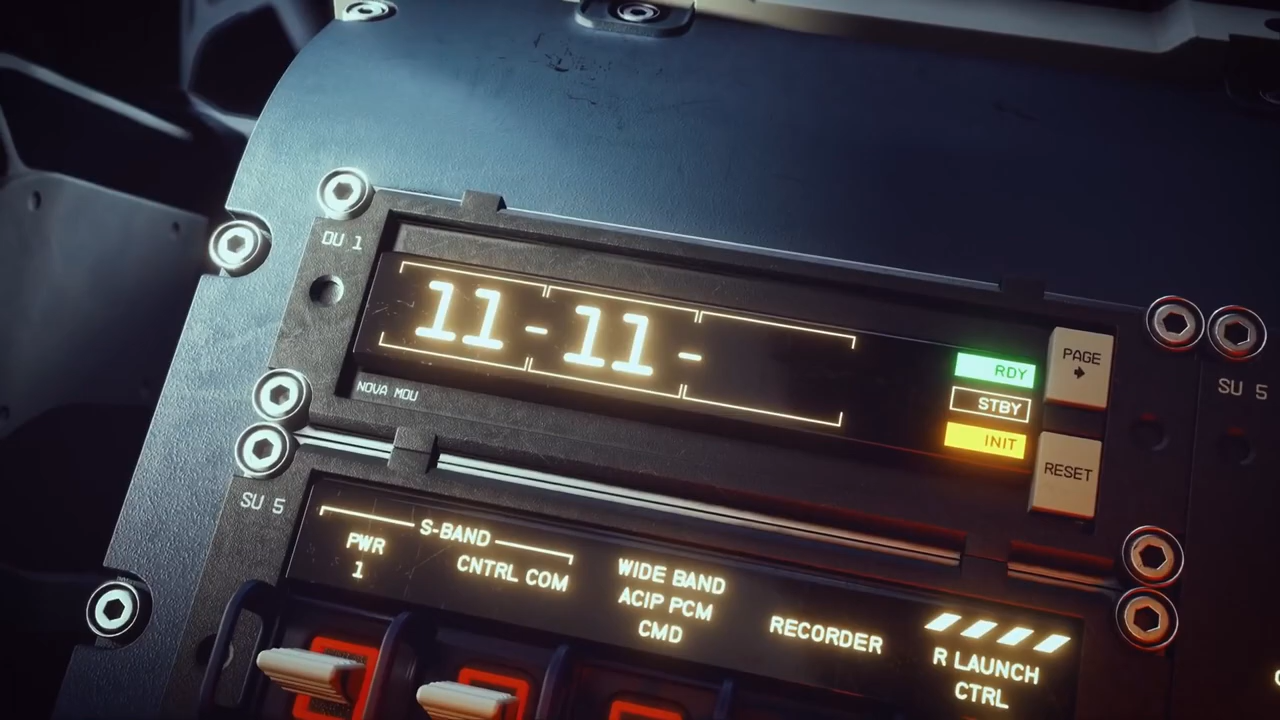 DU 1
11-11-
RDY
STBY
INIT
PAGE
RESET
NOVA MDU
SU 5
SU 5
S-BAND
PWR
1
CNTRL COM
WIDE BAND
ACIP PCM
CMD
RECORDER
R LAUNCH
CTRL